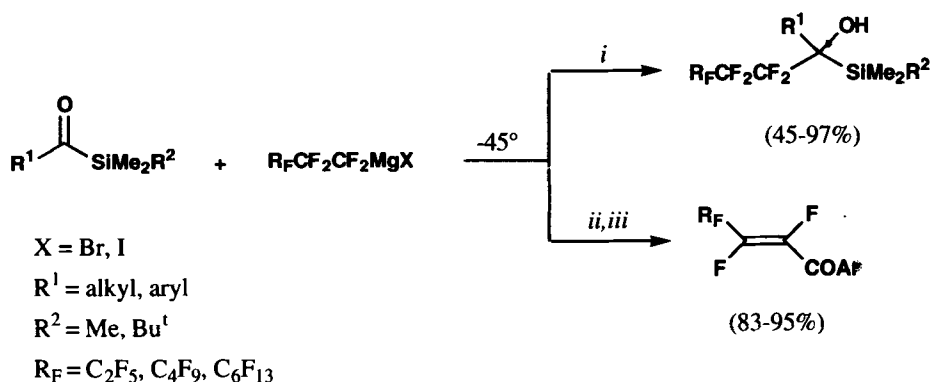 i
R¹ OH
R_FCF₂CF₂ SiMe₂R²
(45-97%)
O
R¹ SiMe₂R² + R_FCF₂CF₂MgX -45°
ii,iii
R_F F
F COAr
(83-95%)
X = Br, I
R¹ = alkyl, aryl
R² = Me, Buᵗ
R_F = C₂F₅, C₄F₉, C₆F₁₃